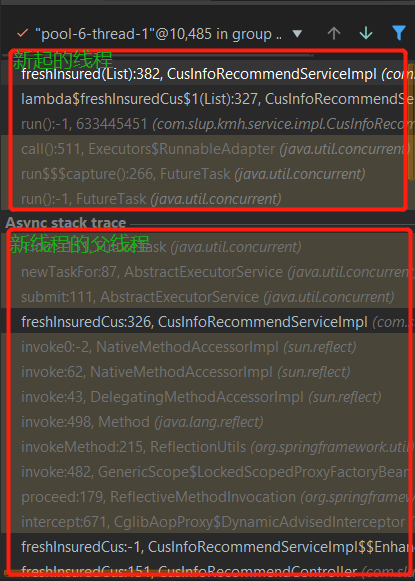 "pool-6-thread-1"@10,485 in group ..
新起的线程
freshInsured(List):382, CusInfoRecommendServiceImpl (com.
lambda$freshInsuredCus$1(List):327, CusInfoRecommendSe
run():-1, 633445451 (com.slup.kmh.service.impl.CusInfoRecom
call():511, Executors$RunnableAdapter (java.util.concurrent)
run$$$capture():266, FutureTask (java.util.concurrent)
run():-1, FutureTask (java.util.concurrent)
Async stack trace
新线程的父线程
Task (java.util.concurrent)
newTaskFor:87, AbstractExecutorService (java.util.concurrent)
submit:111, AbstractExecutorService (java.util.concurrent)
freshInsuredCus:326, CusInfoRecommendServiceImpl (com.s
invoke0:-2, NativeMethodAccessorImpl (sun.reflect)
invoke:62, NativeMethodAccessorImpl (sun.reflect)
invoke:43, DelegatingMethodAccessorImpl (sun.reflect)
invoke:498, Method (java.lang.reflect)
invokeMethod:215, ReflectionUtils (org.springframework.util
invoke:482, GenericScope$LockedScopedProxyFactoryBean
proceed:179, ReflectiveMethodInvocation (org.springframew
intercept:671, CglibAopProxy$DynamicAdvisedInterceptor
freshInsuredCus:-1, CusInfoRecommendServiceImpl$$Enhan
freshInsuredCus:151, CusInfoRecommendController (com.sl